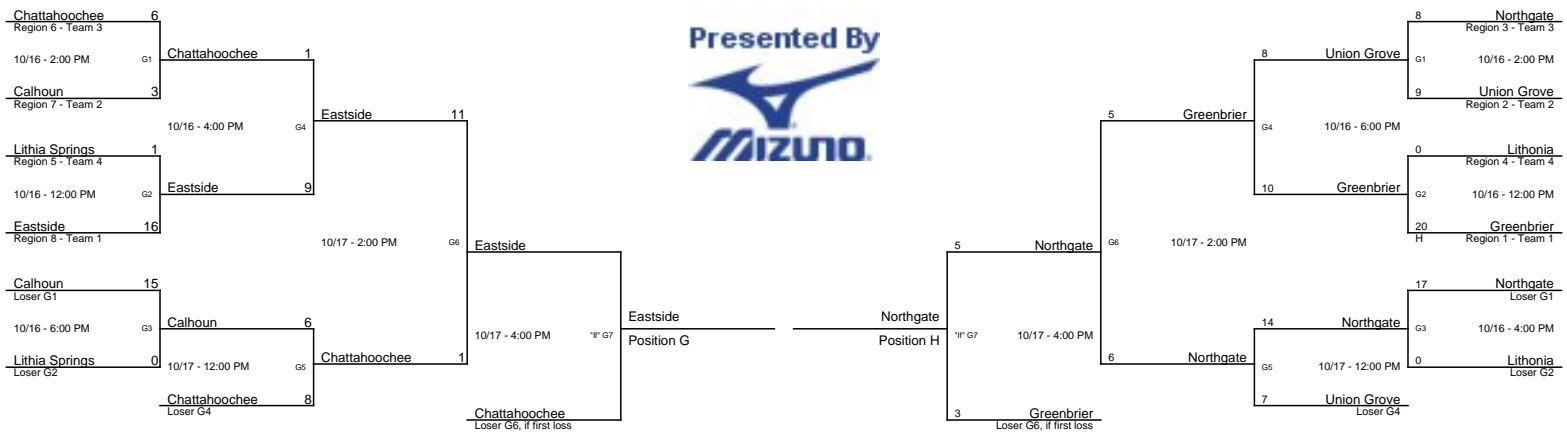 Presented By
MIZUNO
Chattahoochee 6
Region 6 - Team 3
10/16 - 2:00 PM G1
Calhoun 3
Region 7 - Team 2
Chattahoochee 1
10/16 - 4:00 PM G4
Lithia Springs 1
Region 5 - Team 4
10/16 - 12:00 PM G2
Eastside 16
Region 8 - Team 1
Eastside 9
Eastside 11
10/17 - 2:00 PM G6
Calhoun 15
Loser G1
10/16 - 6:00 PM G3
Lithia Springs 0
Loser G2
Calhoun 6
10/17 - 12:00 PM G5
Chattahoochee 8
Loser G4
Chattahoochee 1
Eastside
10/17 - 4:00 PM "If" G7
Chattahoochee
Loser G6, if first loss
Eastside
Position G
Northgate
Position H
5 Northgate
"If" G7 10/17 - 4:00 PM
3 Greenbrier
Loser G6, if first loss
5 Greenbrier
G6 10/17 - 2:00 PM
6 Northgate
8 Union Grove
G4 10/16 - 6:00 PM
10 Greenbrier
14 Northgate
G5 10/17 - 12:00 PM
7 Union Grove
Loser G4
8 Northgate
Region 3 - Team 3
G1 10/16 - 2:00 PM
9 Union Grove
Region 2 - Team 2
0 Lithonia
Region 4 - Team 4
G2 10/16 - 12:00 PM
20 Greenbrier
H Region 1 - Team 1
17 Northgate
Loser G1
G3 10/16 - 4:00 PM
0 Lithonia
Loser G2